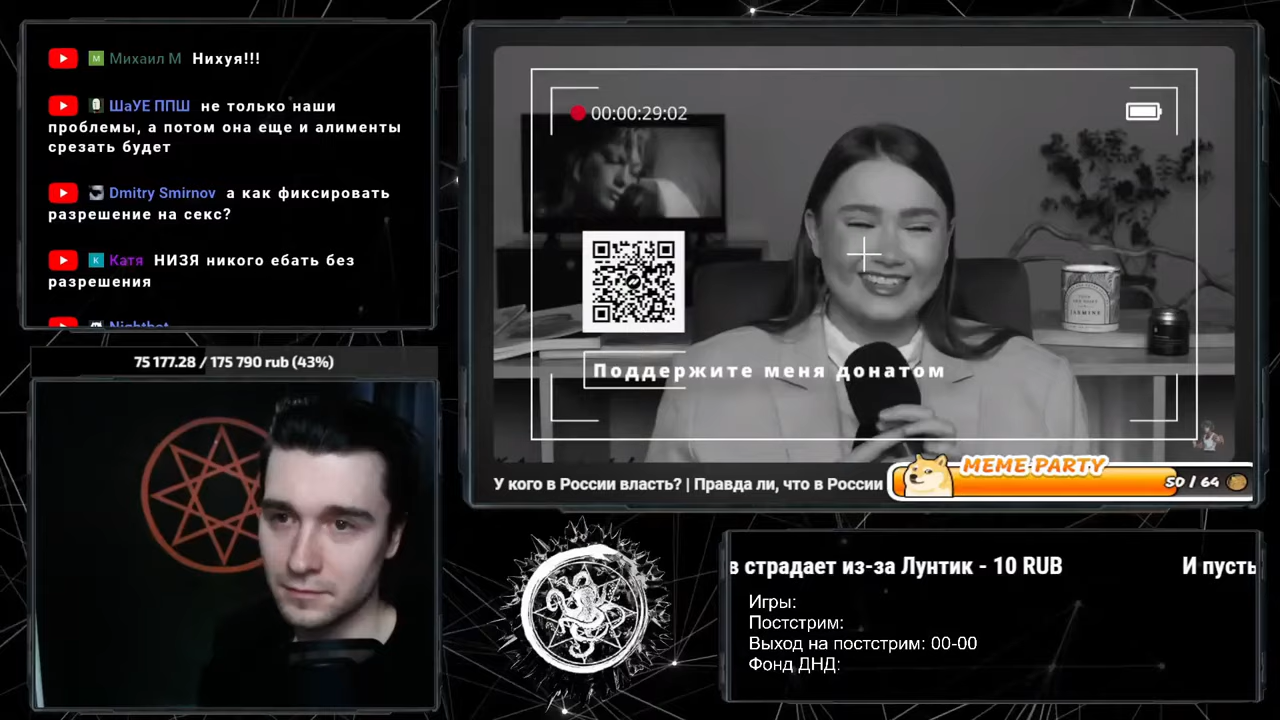 М Михаил М Нихуя!!!
ШаУЕ ППШ не только наши
проблемы, а потом она еще и алименты
срезать будет
Dmitry Smirnov а как фиксировать
разрешение на секс?
К Катя НИЗЯ никого ебать без
разрешения
Nightbot
75 177.28 / 175 790 rub (43%)
00:00:29:02
JASMINE
Поддержите меня донатом
MEME PARTY
50 / 64
У кого в России власть? | Правда ли, что в России
в страдает из-за Лунтик - 10 RUB
И пусть
Игры:
Постстрим:
Выход на постстрим: 00-00
Фонд ДНД: